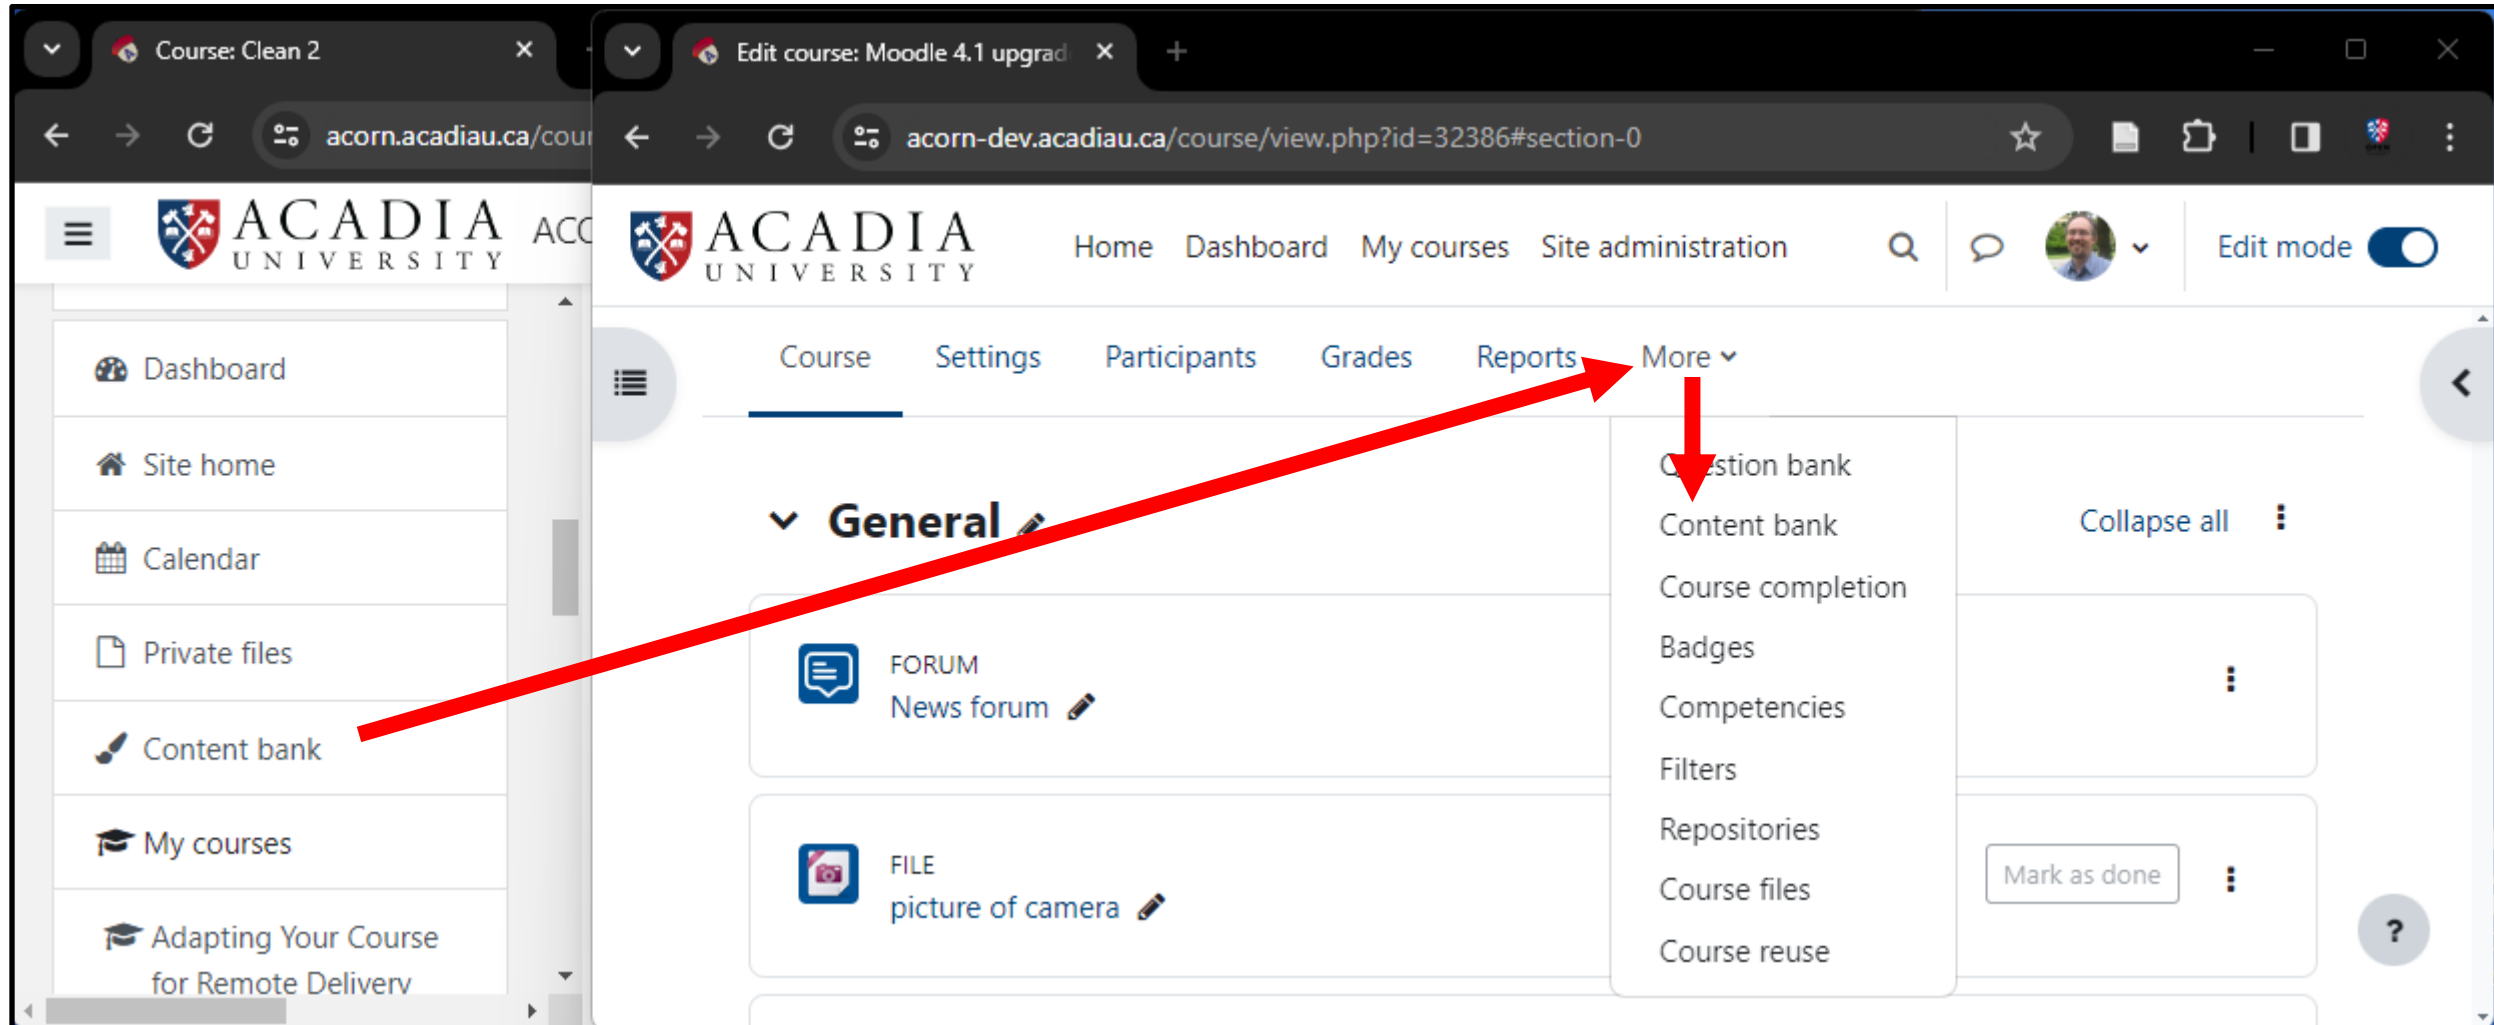 Course: Clean 2
acorn.acadiau.ca/cour
ACADIA
UNIVERSITY
ACC
Dashboard
Site home
Calendar
Private files
Content bank
My courses
Adapting Your Course
for Remote Delivery
Edit course: Moodle 4.1 upgrad
acorn-dev.acadiau.ca/course/view.php?id=32386#section-0
ACADIA
UNIVERSITY
Home Dashboard My courses Site administration
Edit mode
Course Settings Participants Grades Reports More
Question bank
Content bank
Course completion
Badges
Competencies
Filters
Repositories
Course files
Course reuse
General
Collapse all
FORUM
News forum
FILE
picture of camera
Mark as done
?